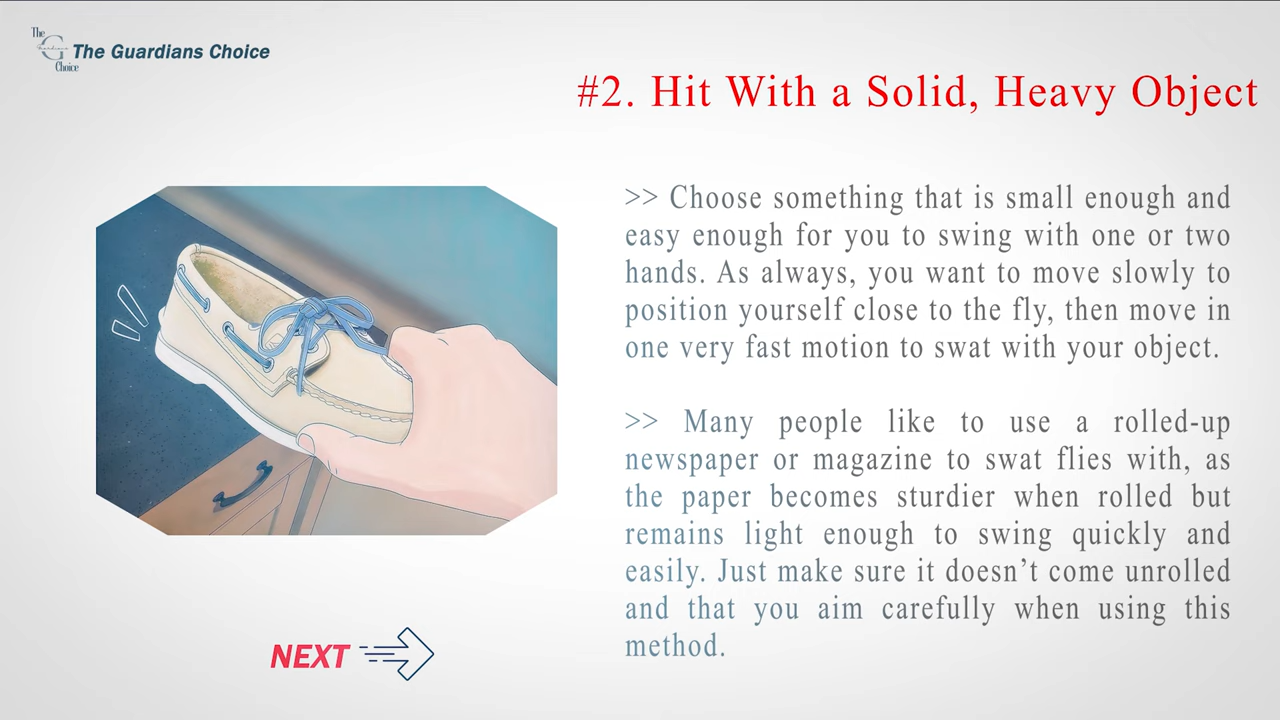 The
Choice
The Guardians Choice
#2. Hit With a Solid, Heavy Object
>> Choose something that is small enough and
easy enough for you to swing with one or two
hands. As always, you want to move slowly to
position yourself close to the fly, then move in
one very fast motion to swat with your object.
>> Many people like to use a rolled-up
newspaper or magazine to swat flies with, as
the paper becomes sturdier when rolled but
remains light enough to swing quickly and
easily. Just make sure it doesn’t come unrolled
and that you aim carefully when using this
method.
NEXT